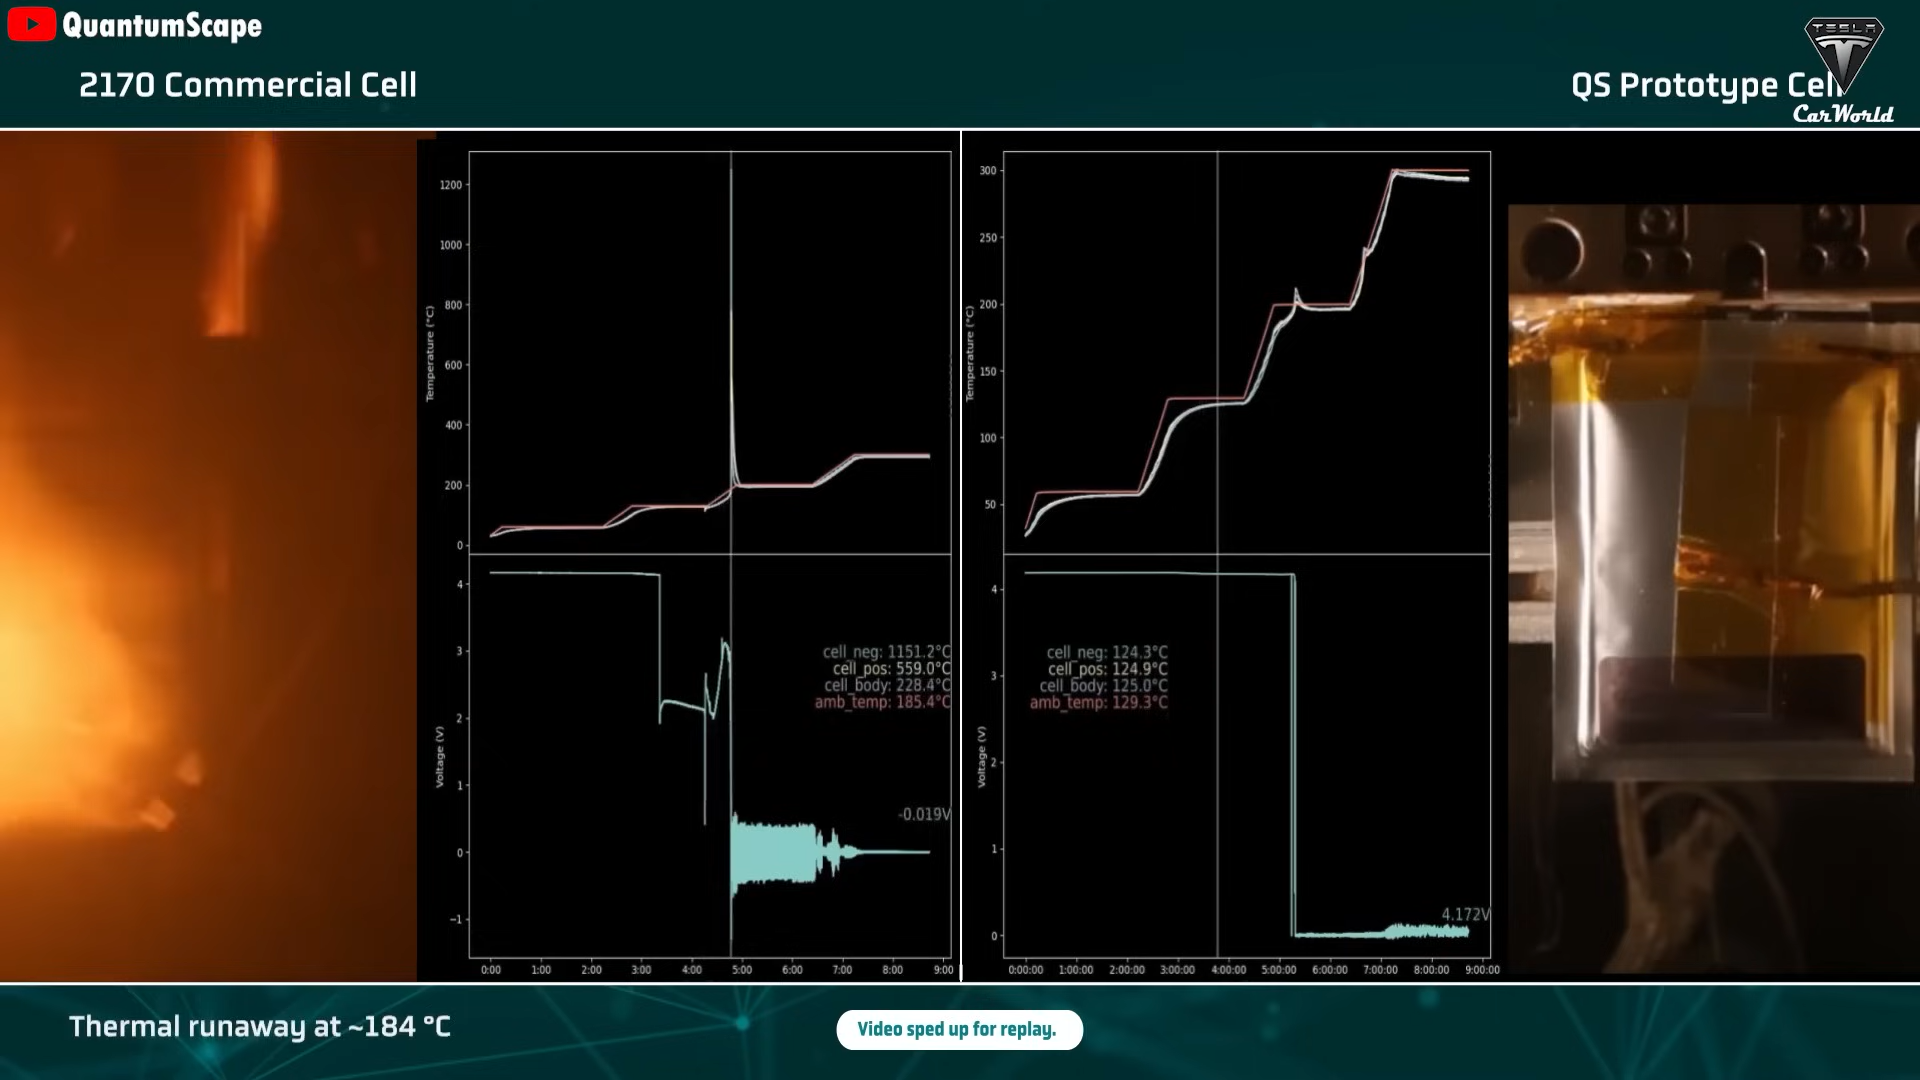 QuantumScape
TESLA
CarWorld
2170 Commercial Cell
QS Prototype Cell
Temperature (°C)
1200
1000
800
600
400
200
0
Voltage (V)
4
3
2
1
0
−1
cell_neg: 1151.2°C
cell_pos: 559.0°C
cell_body: 228.4°C
amb_temp: 185.4°C
-0.019V
0:00 1:00 2:00 3:00 4:00 5:00 6:00 7:00 8:00 9:00
Temperature (°C)
300
250
200
150
100
50
Voltage (V)
4
3
2
1
0
cell_neg: 124.3°C
cell_pos: 124.9°C
cell_body: 125.0°C
amb_temp: 129.3°C
4.172V
0:00:00 1:00:00 2:00:00 3:00:00 4:00:00 5:00:00 6:00:00 7:00:00 8:00:00 9:00:00
Thermal runaway at ~184 °C
Video sped up for replay.